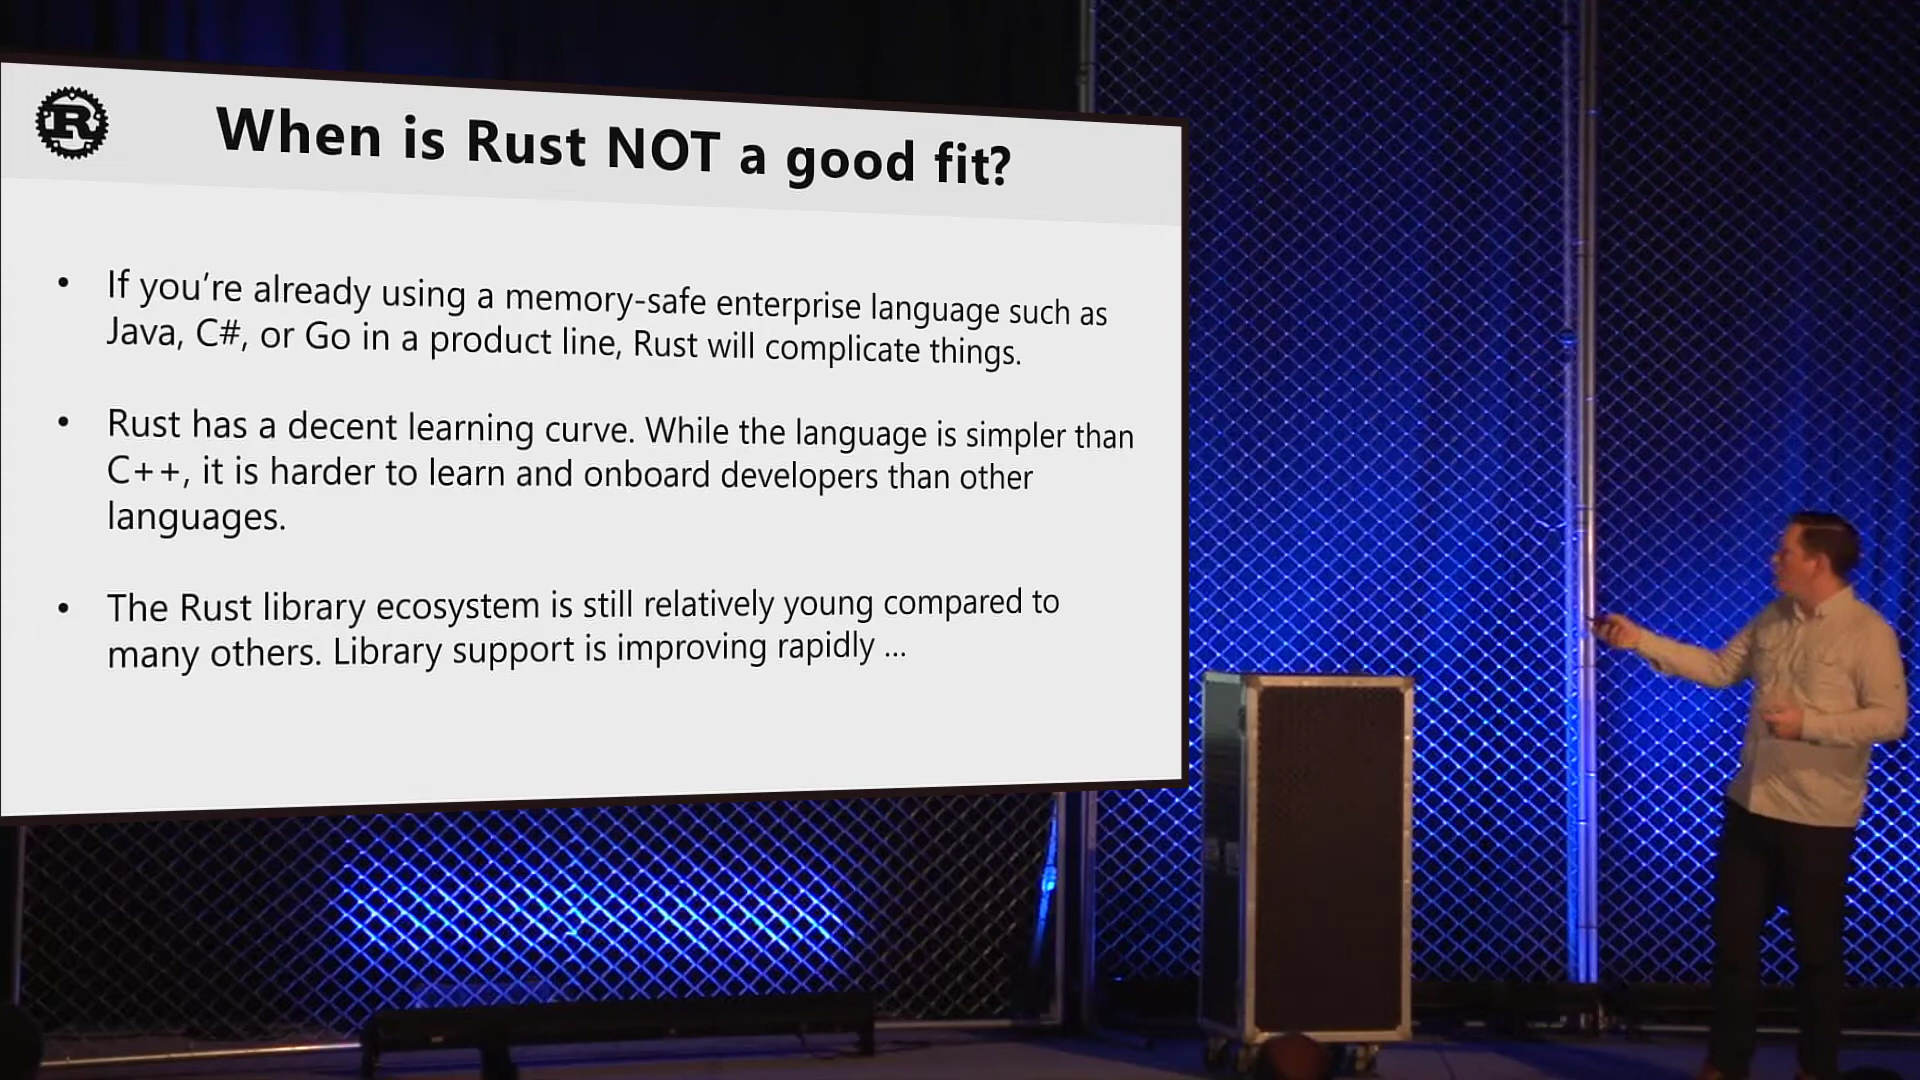 R
When is Rust NOT a good fit?
• If you’re already using a memory-safe enterprise language such as
Java, C#, or Go in a product line, Rust will complicate things.
• Rust has a decent learning curve. While the language is simpler than
C++, it is harder to learn and onboard developers than other
languages.
• The Rust library ecosystem is still relatively young compared to
many others. Library support is improving rapidly ...